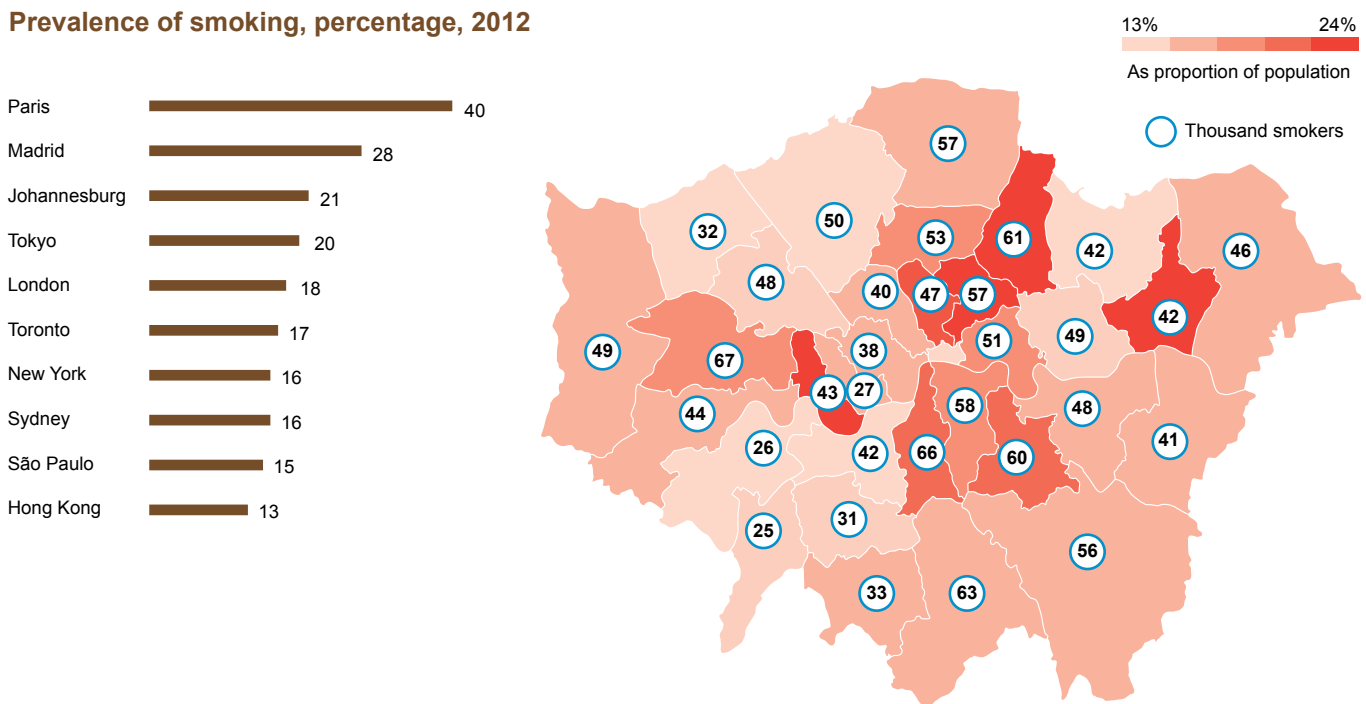 Prevalence of smoking, percentage, 2012
Paris 40
Madrid 28
Johannesburg 21
Tokyo 20
London 18
Toronto 17
New York 16
Sydney 16
São Paulo 15
Hong Kong 13
13% 24%
As proportion of population
Thousand smokers
57
50
32
53
61
42
46
48
40
47
57
42
49
67
38
51
49
43
27
44
58
48
26
42
66
60
41
25
31
56
33
63